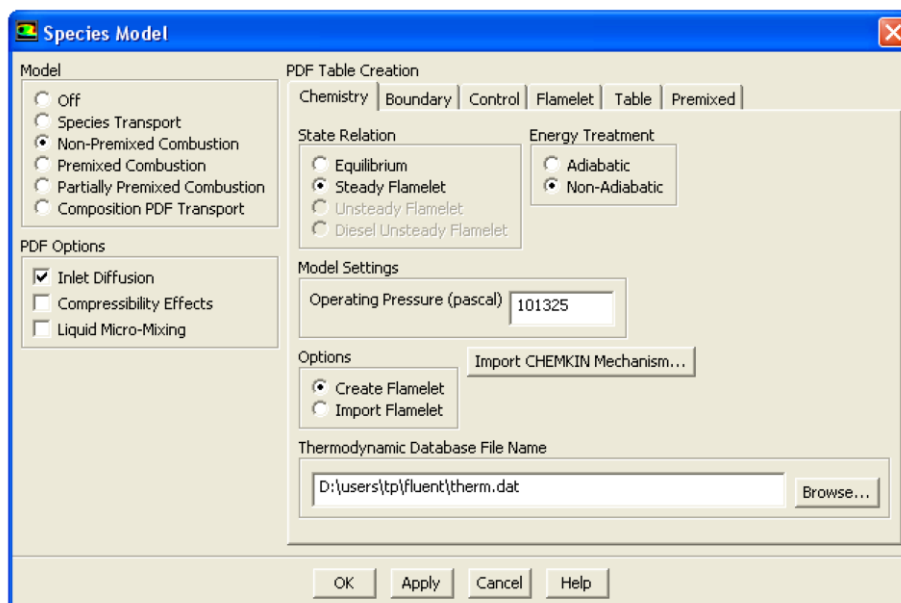 Species Model
Model
Off
Species Transport
Non-Premixed Combustion
Premixed Combustion
Partially Premixed Combustion
Composition PDF Transport
PDF Options
Inlet Diffusion
Compressibility Effects
Liquid Micro-Mixing
PDF Table Creation
Chemistry Boundary Control Flamelet Table Premixed
State Relation
Equilibrium
Steady Flamelet
Unsteady Flamelet
Diesel Unsteady Flamelet
Energy Treatment
Adiabatic
Non-Adiabatic
Model Settings
Operating Pressure (pascal) 101325
Options
Create Flamelet
Import Flamelet
Import CHEMKIN Mechanism...
Thermodynamic Database File Name
D:\users\tp\fluent\therm.dat Browse...
OK Apply Cancel Help